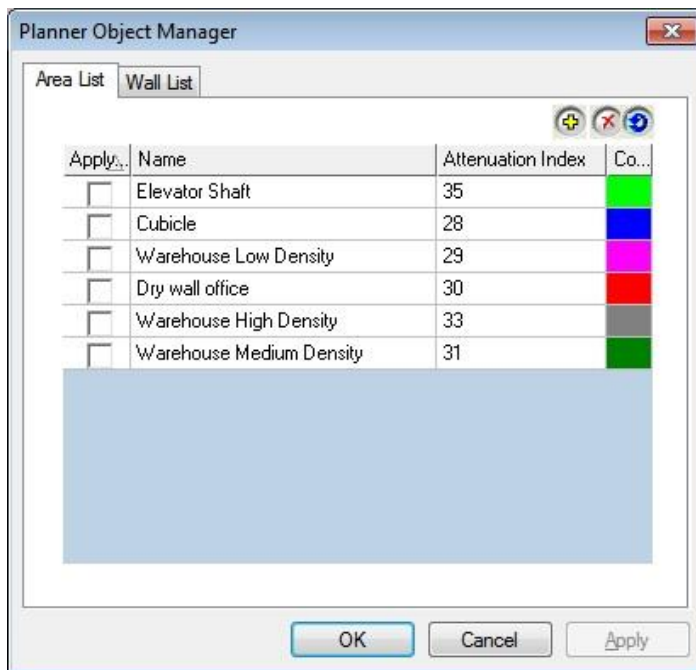 Planner Object Manager
Area List Wall List
Apply... Name Attenuation Index Co...
Elevator Shaft 35
Cubicle 28
Warehouse Low Density 29
Dry wall office 30
Warehouse High Density 33
Warehouse Medium Density 31
OK Cancel Apply